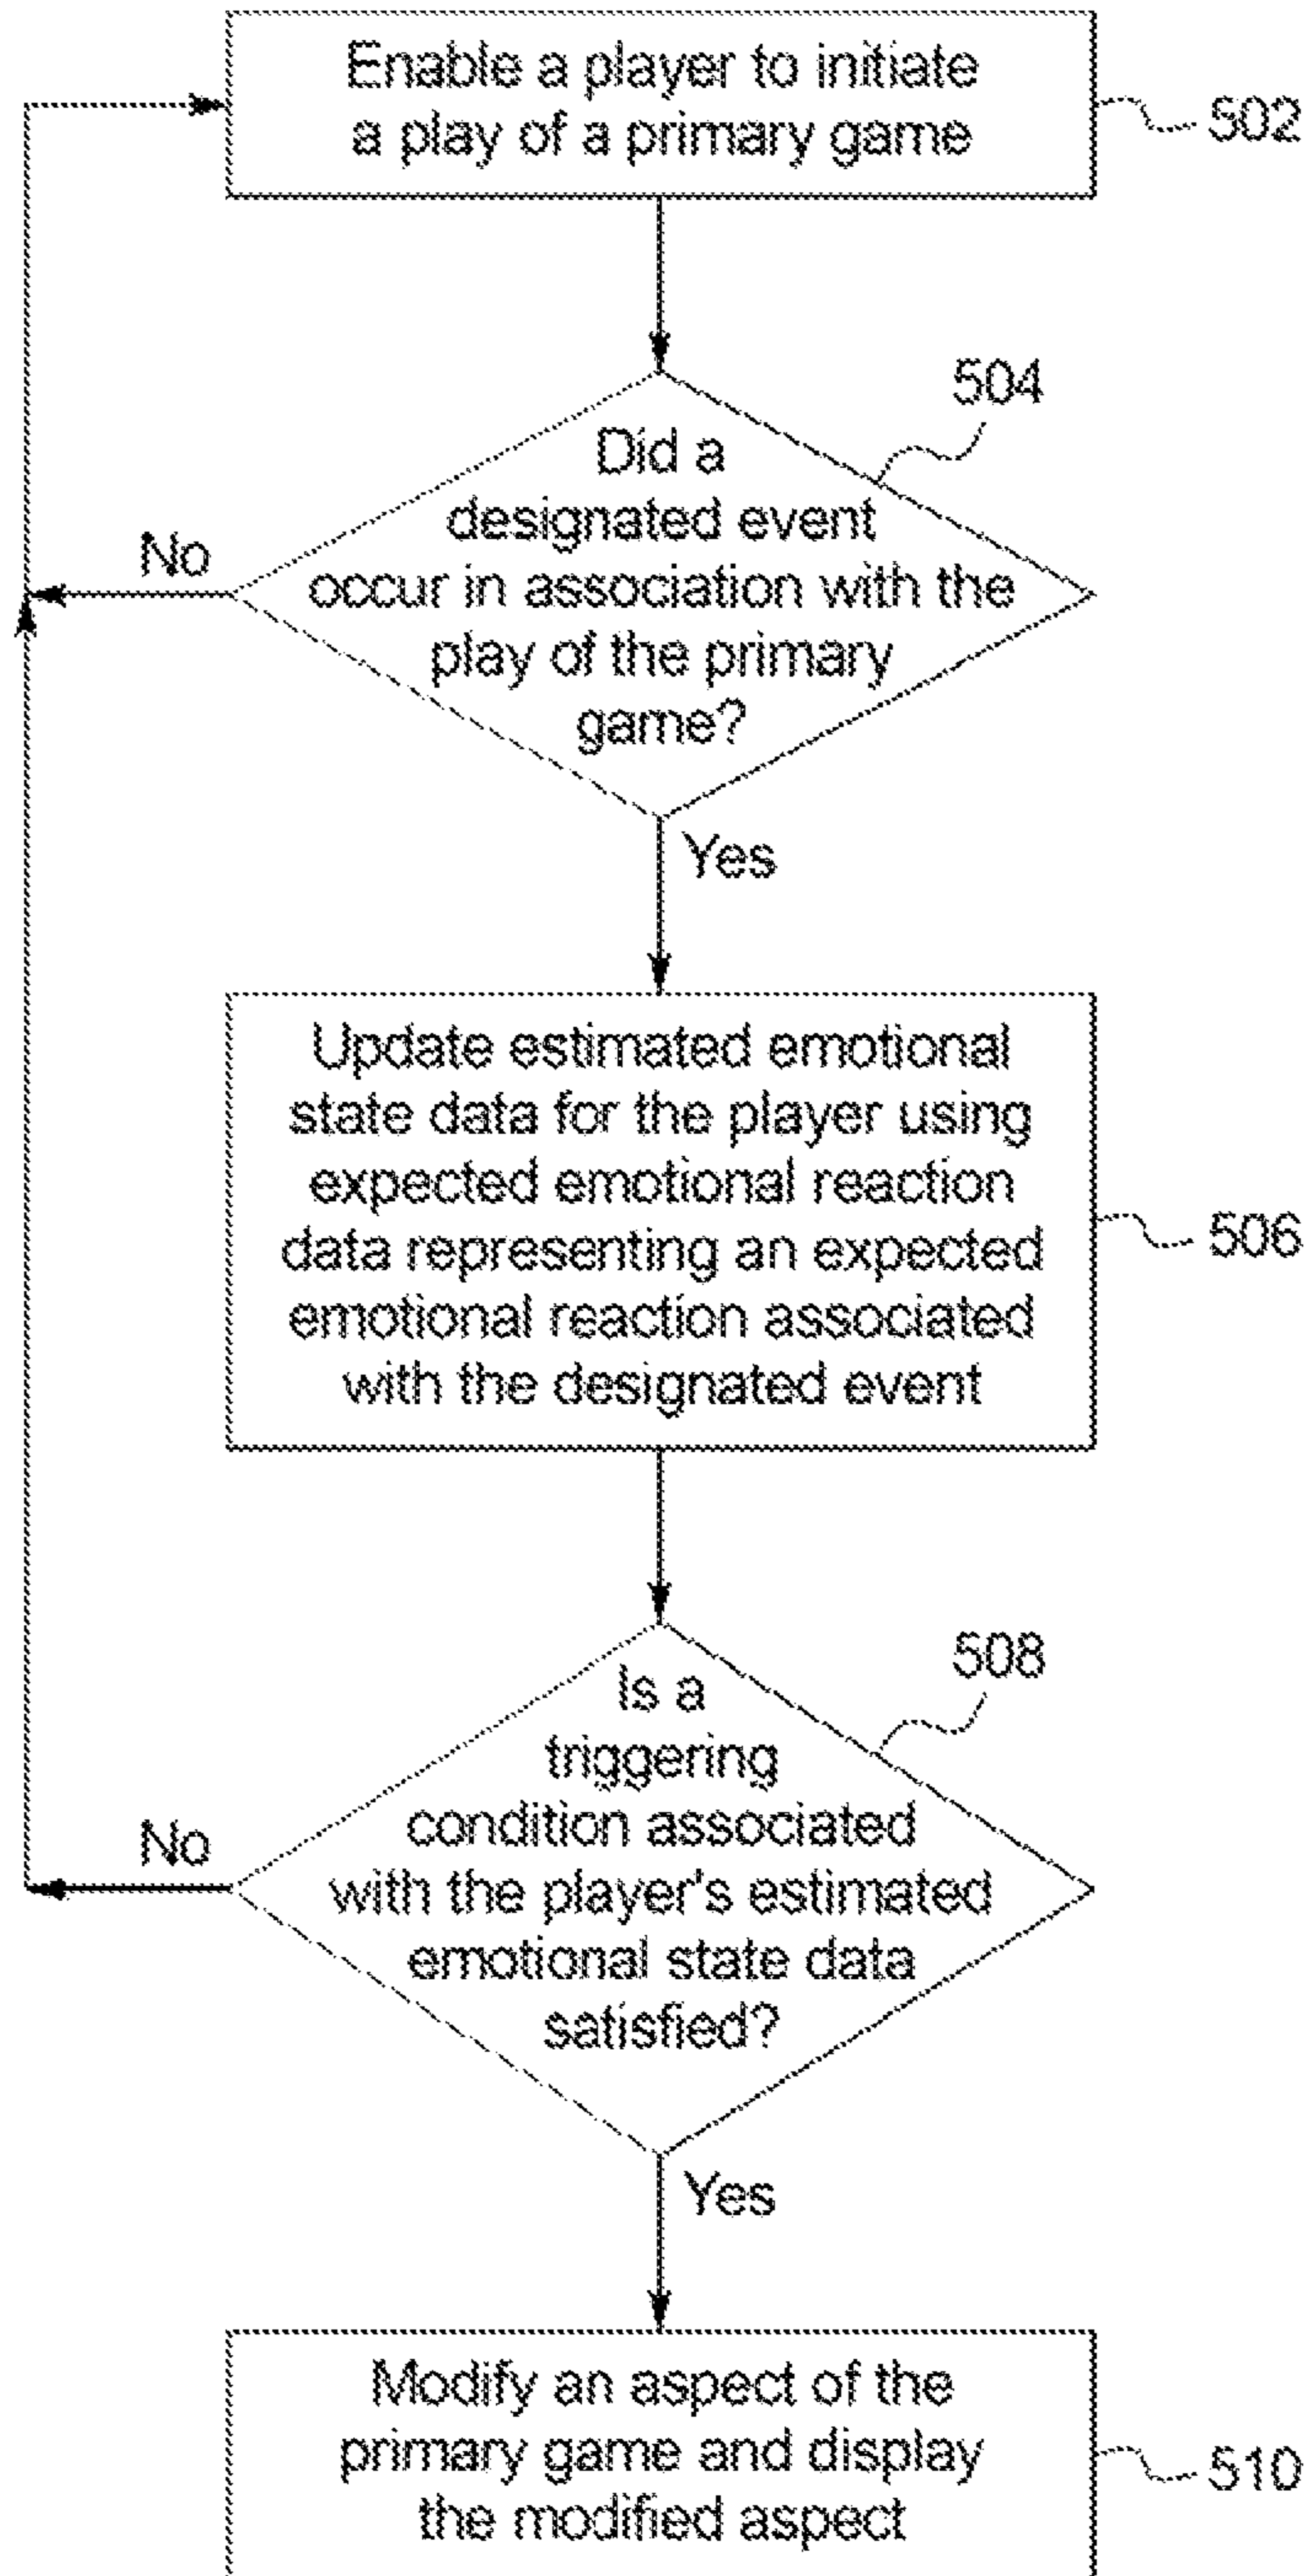 Enable a player to initiate
a play of a primary game
502
504
Did a
designated event
occur in association with the
play of the primary
game?
No
Yes
Update estimated emotional
state data for the player using
expected emotional reaction
data representing an expected
emotional reaction associated
with the designated event
506
508
Is a
triggering
condition associated
with the player's estimated
emotional state data
satisfied?
No
Yes
Modify an aspect of the
primary game and display
the modified aspect
510